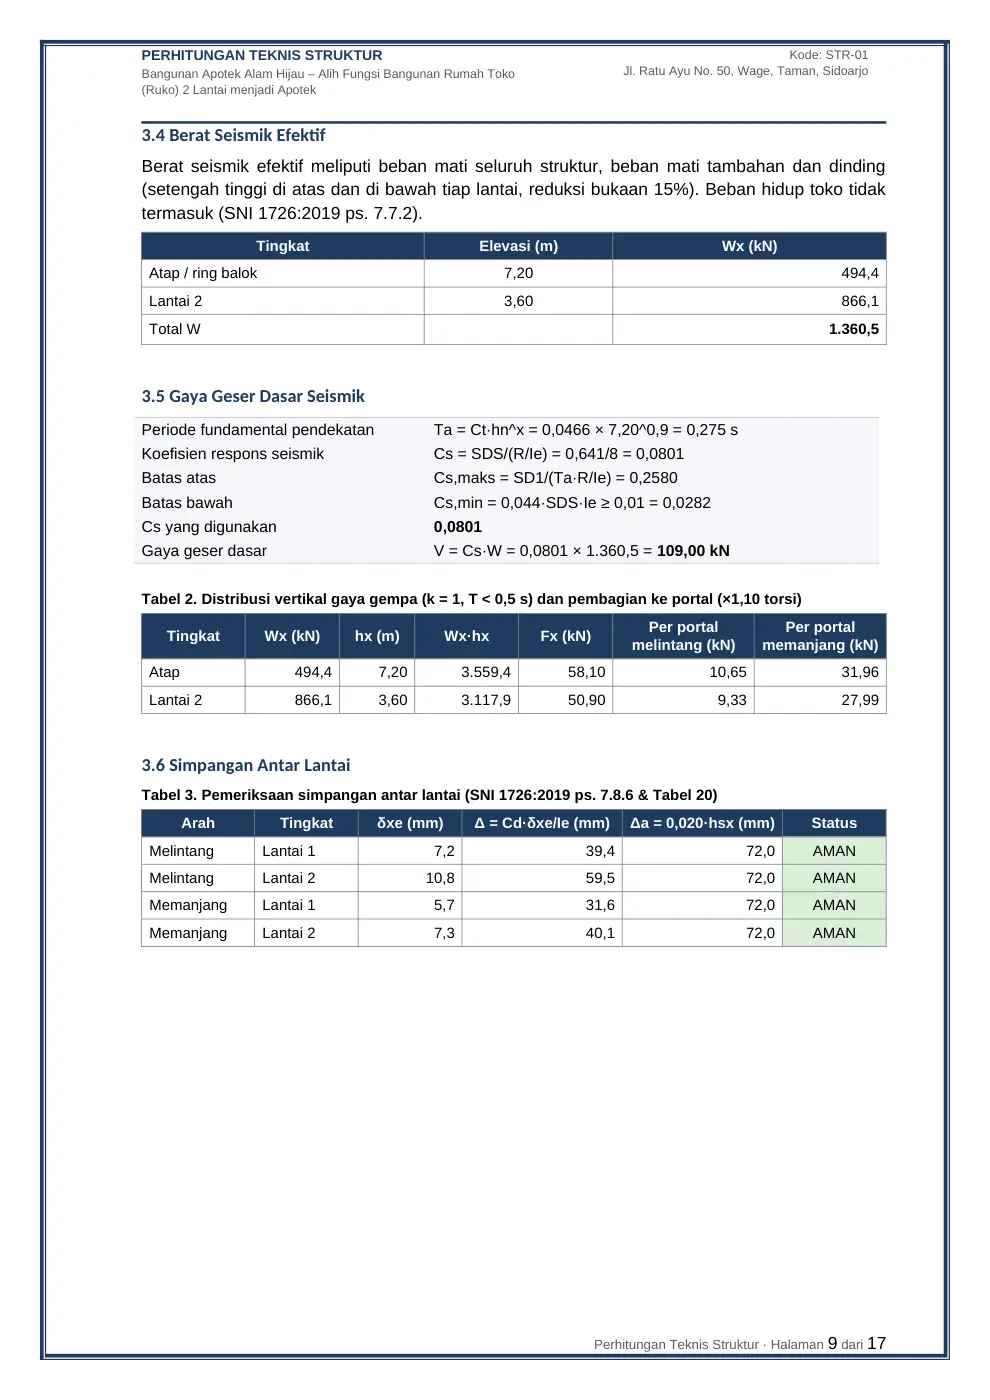 PERHITUNGAN TEKNIS STRUKTUR
Bangunan Apotek Alam Hijau – Alih Fungsi Bangunan Rumah Toko
(Ruko) 2 Lantai menjadi Apotek
Kode: STR-01
Jl. Ratu Ayu No. 50, Wage, Taman, Sidoarjo
3.4 Berat Seismik Efektif
Berat seismik efektif meliputi beban mati seluruh struktur, beban mati tambahan dan dinding
(setengah tinggi di atas dan di bawah tiap lantai, reduksi bukaan 15%). Beban hidup toko tidak
termasuk (SNI 1726:2019 ps. 7.7.2).
Tingkat Elevasi (m) Wx (kN)
Atap / ring balok 7,20 494,4
Lantai 2 3,60 866,1
Total W 1.360,5
3.5 Gaya Geser Dasar Seismik
Periode fundamental pendekatan Ta = Ct·hn^x = 0,0466 × 7,20^0,9 = 0,275 s
Koefisien respons seismik Cs = SDS/(R/Ie) = 0,641/8 = 0,0801
Batas atas Cs,maks = SD1/(Ta·R/Ie) = 0,2580
Batas bawah Cs,min = 0,044·SDS·Ie ≥ 0,01 = 0,0282
Cs yang digunakan 0,0801
Gaya geser dasar V = Cs·W = 0,0801 × 1.360,5 = 109,00 kN
Tabel 2. Distribusi vertikal gaya gempa (k = 1, T < 0,5 s) dan pembagian ke portal (×1,10 torsi)
Tingkat Wx (kN) hx (m) Wx·hx Fx (kN) Per portal melintang (kN) Per portal memanjang (kN)
Atap 494,4 7,20 3.559,4 58,10 10,65 31,96
Lantai 2 866,1 3,60 3.117,9 50,90 9,33 27,99
3.6 Simpangan Antar Lantai
Tabel 3. Pemeriksaan simpangan antar lantai (SNI 1726:2019 ps. 7.8.6 & Tabel 20)
Arah Tingkat δxe (mm) Δ = Cd·δxe/Ie (mm) Δa = 0,020·hsx (mm) Status
Melintang Lantai 1 7,2 39,4 72,0 AMAN
Melintang Lantai 2 10,8 59,5 72,0 AMAN
Memanjang Lantai 1 5,7 31,6 72,0 AMAN
Memanjang Lantai 2 7,3 40,1 72,0 AMAN
Perhitungan Teknis Struktur · Halaman 9 dari 17